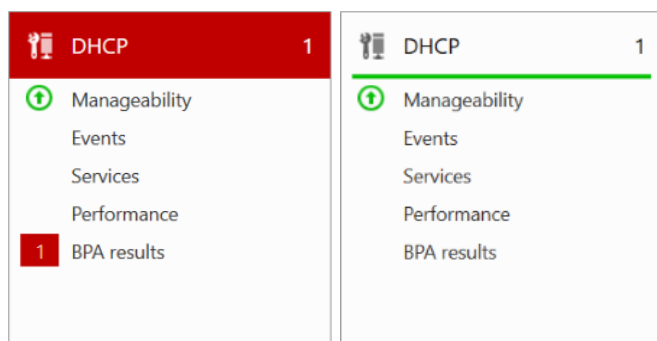 DHCP 1
Manageability
Events
Services
Performance
1 BPA results
DHCP 1
Manageability
Events
Services
Performance
BPA results